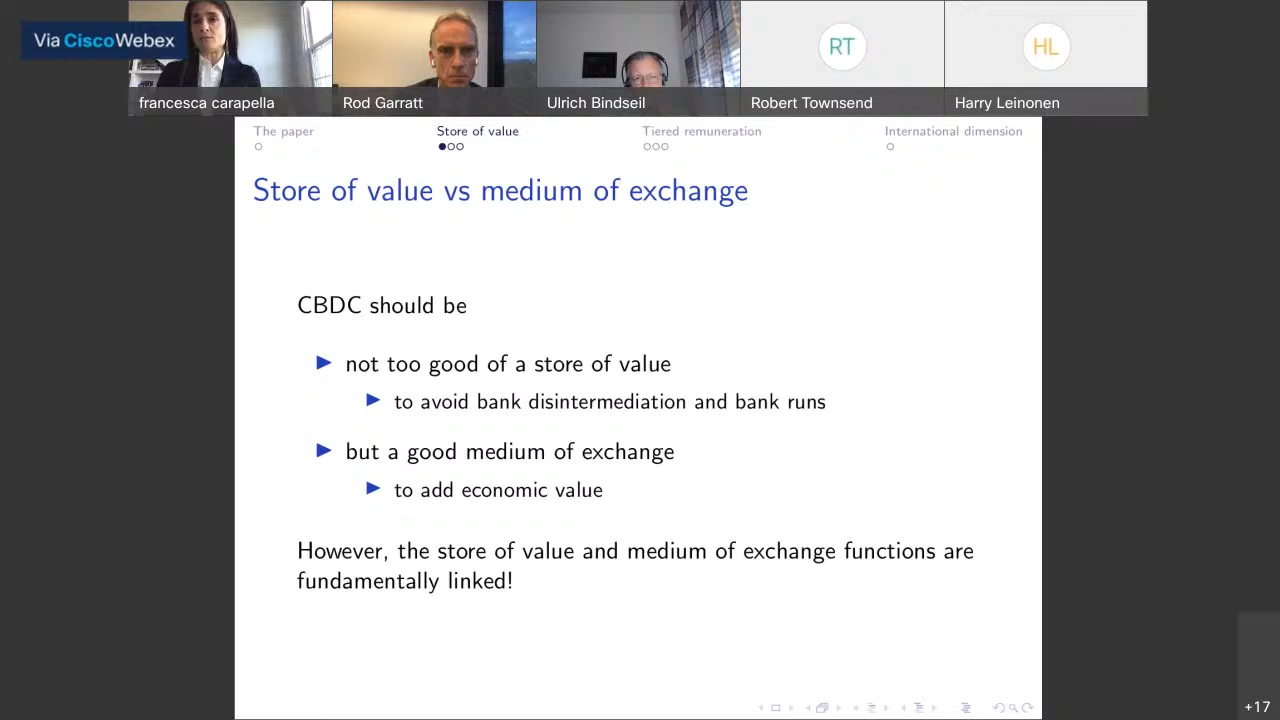 Via CiscoWebex
francesca carapella
Rod Garratt
Ulrich Bindseil
RT
Robert Townsend
HL
Harry Leinonen
The paper
Store of value
Tiered remuneration
International dimension
Store of value vs medium of exchange
CBDC should be
not too good of a store of value
to avoid bank disintermediation and bank runs
but a good medium of exchange
to add economic value
However, the store of value and medium of exchange functions are
fundamentally linked!
+17